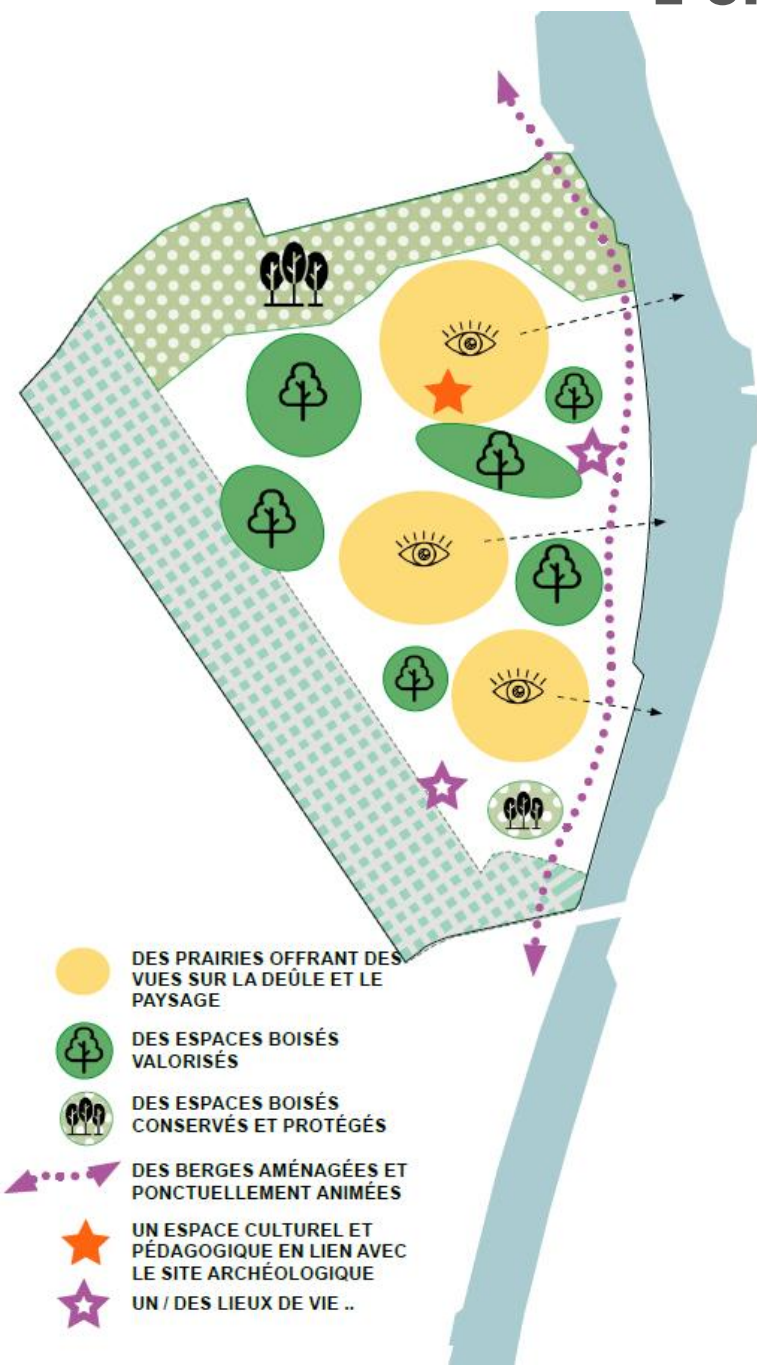 DES PRAIRIES OFFRANT DES
VUES SUR LA DEÛLE ET LE
PAYSAGE
DES ESPACES BOISÉS
VALORISÉS
DES ESPACES BOISÉS
CONSERVÉS ET PROTÉGÉS
DES BERGES AMÉNAGÉES ET
PONCTUELLEMENT ANIMÉES
UN ESPACE CULTUREL ET
PÉDAGOGIQUE EN LIEN AVEC
LE SITE ARCHÉOLOGIQUE
UN / DES LIEUX DE VIE ..